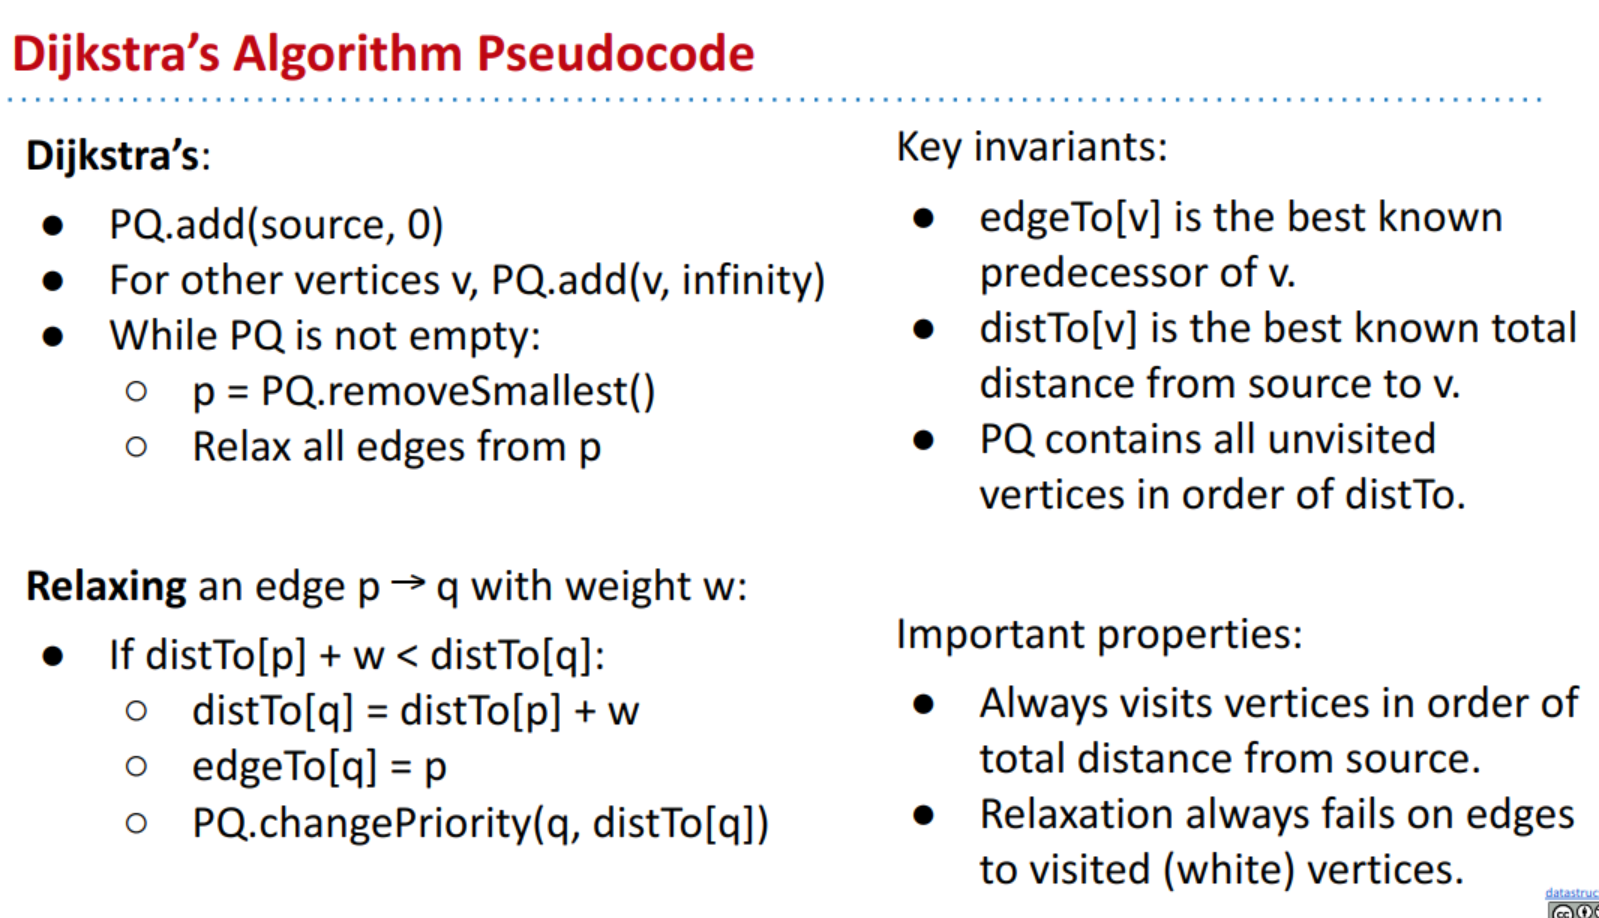 Dijkstra's Algorithm Pseudocode
Dijkstra's:
● PQ.add(source, 0)
● For other vertices v, PQ.add(v, infinity)
● While PQ is not empty:
○ p = PQ.removeSmallest()
○ Relax all edges from p
Relaxing an edge p → q with weight w:
● If distTo[p] + w < distTo[q]:
○ distTo[q] = distTo[p] + w
○ edgeTo[q] = p
○ PQ.changePriority(q, distTo[q])
Key invariants:
● edgeTo[v] is the best known
predecessor of v.
● distTo[v] is the best known total
distance from source to v.
● PQ contains all unvisited
vertices in order of distTo.
Important properties:
● Always visits vertices in order of
total distance from source.
● Relaxation always fails on edges
to visited (white) vertices.
datastruc